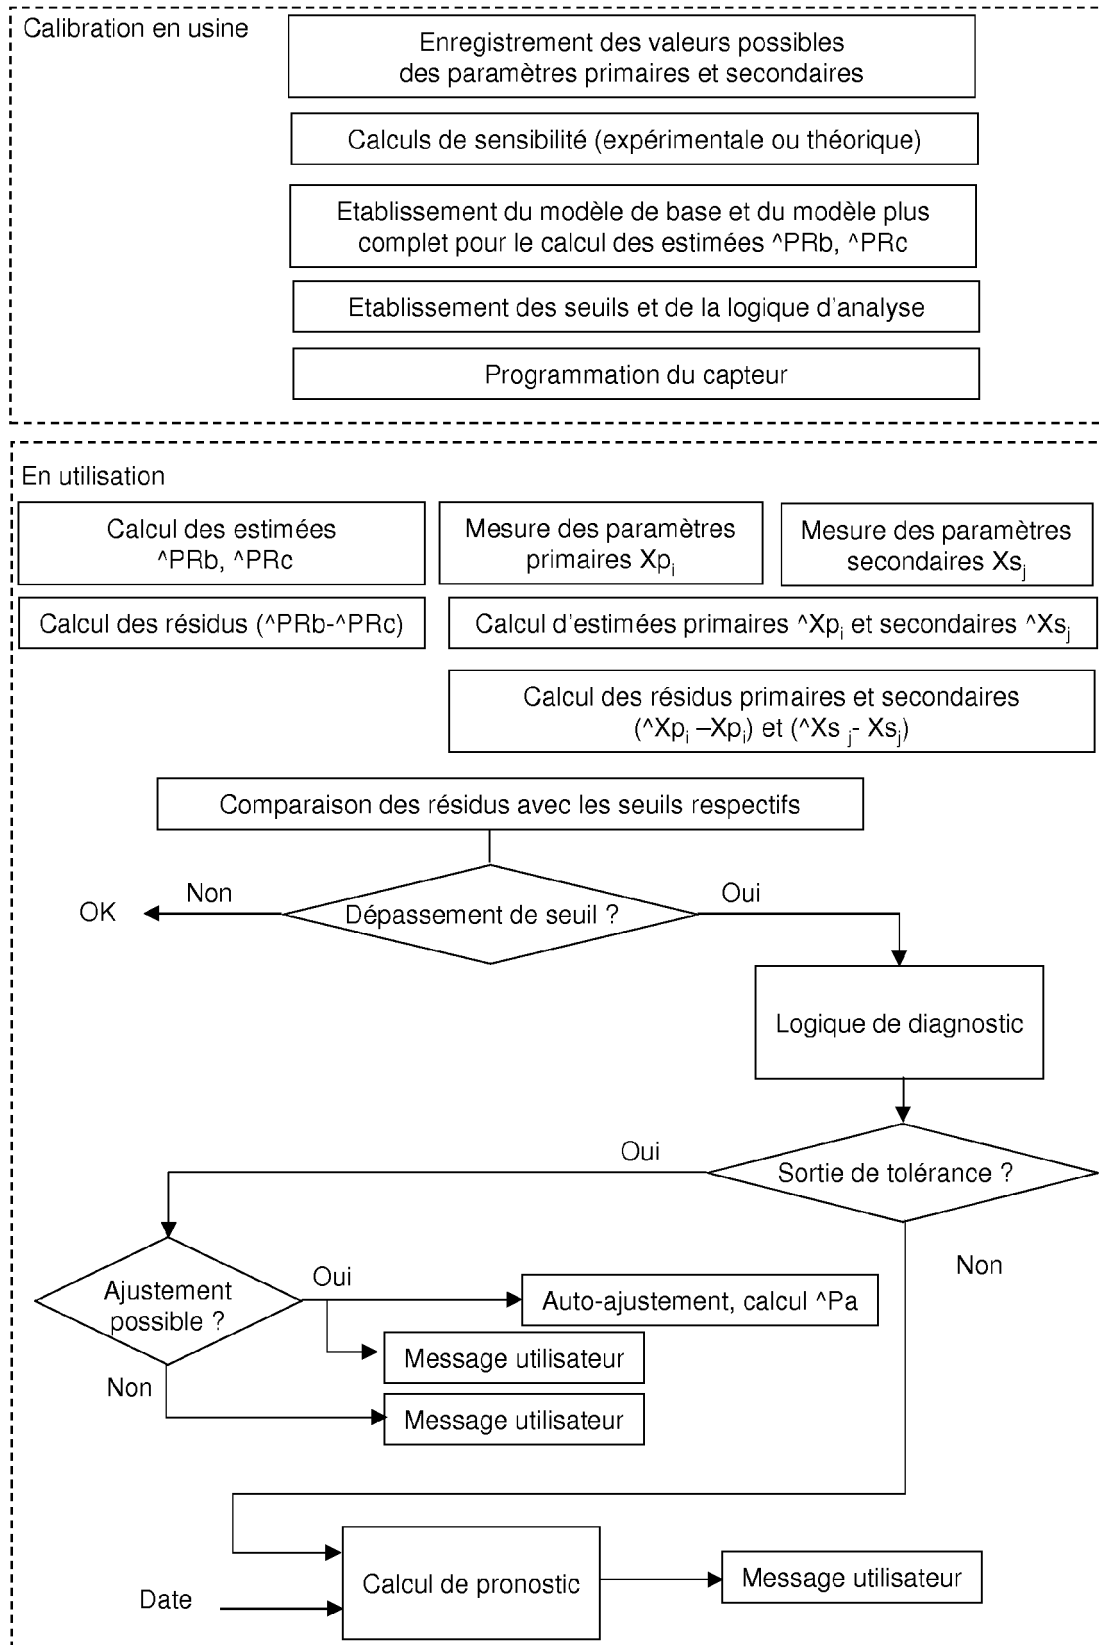 Calibration en usine
Enregistrement des valeurs possibles
des paramètres primaires et secondaires
Calculs de sensibilité (expérimentale ou théorique)
Etablissement du modèle de base et du modèle plus
complet pour le calcul des estimées ^PRb, ^PRc
Etablissement des seuils et de la logique d'analyse
Programmation du capteur
En utilisation
Calcul des estimées
^PRb, ^PRc
Mesure des paramètres
primaires Xpi
Mesure des paramètres
secondaires Xsj
Calcul des résidus (^PRb-^PRc)
Calcul d'estimées primaires ^Xpi et secondaires ^Xsj
Calcul des résidus primaires et secondaires
(^Xpi –Xpi) et (^Xs j- Xsj)
Comparaison des résidus avec les seuils respectifs
Non
Oui
OK
Dépassement de seuil ?
Logique de diagnostic
Oui
Sortie de tolérance ?
Non
Ajustement
possible ?
Oui
Auto-ajustement, calcul ^Pa
Message utilisateur
Non
Message utilisateur
Calcul de pronostic
Message utilisateur
Date